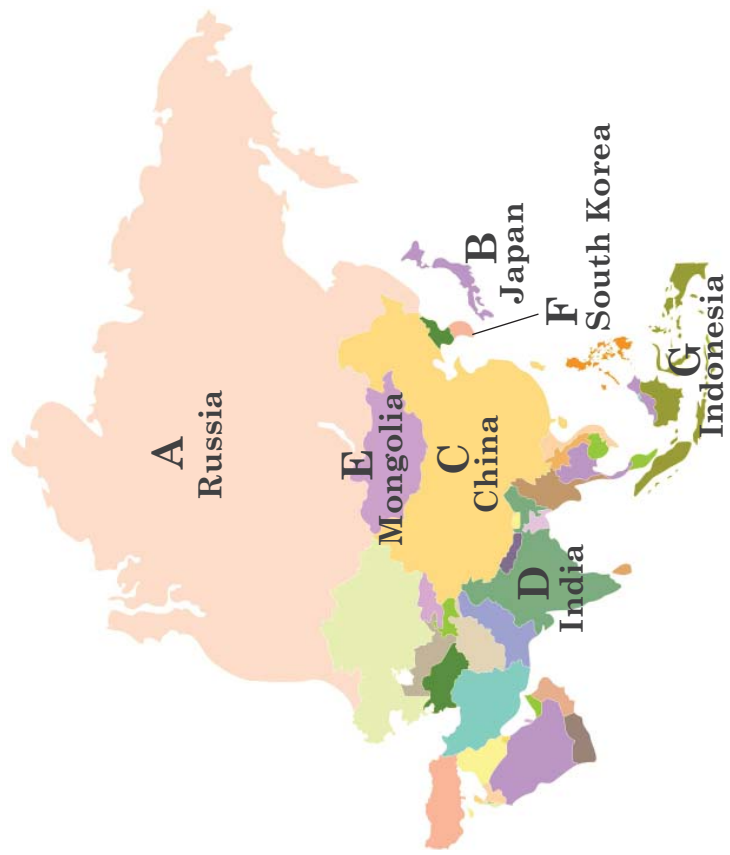 A
Russia
B
Japan
C
China
D
India
E
Mongolia
F
South Korea
G
Indonesia